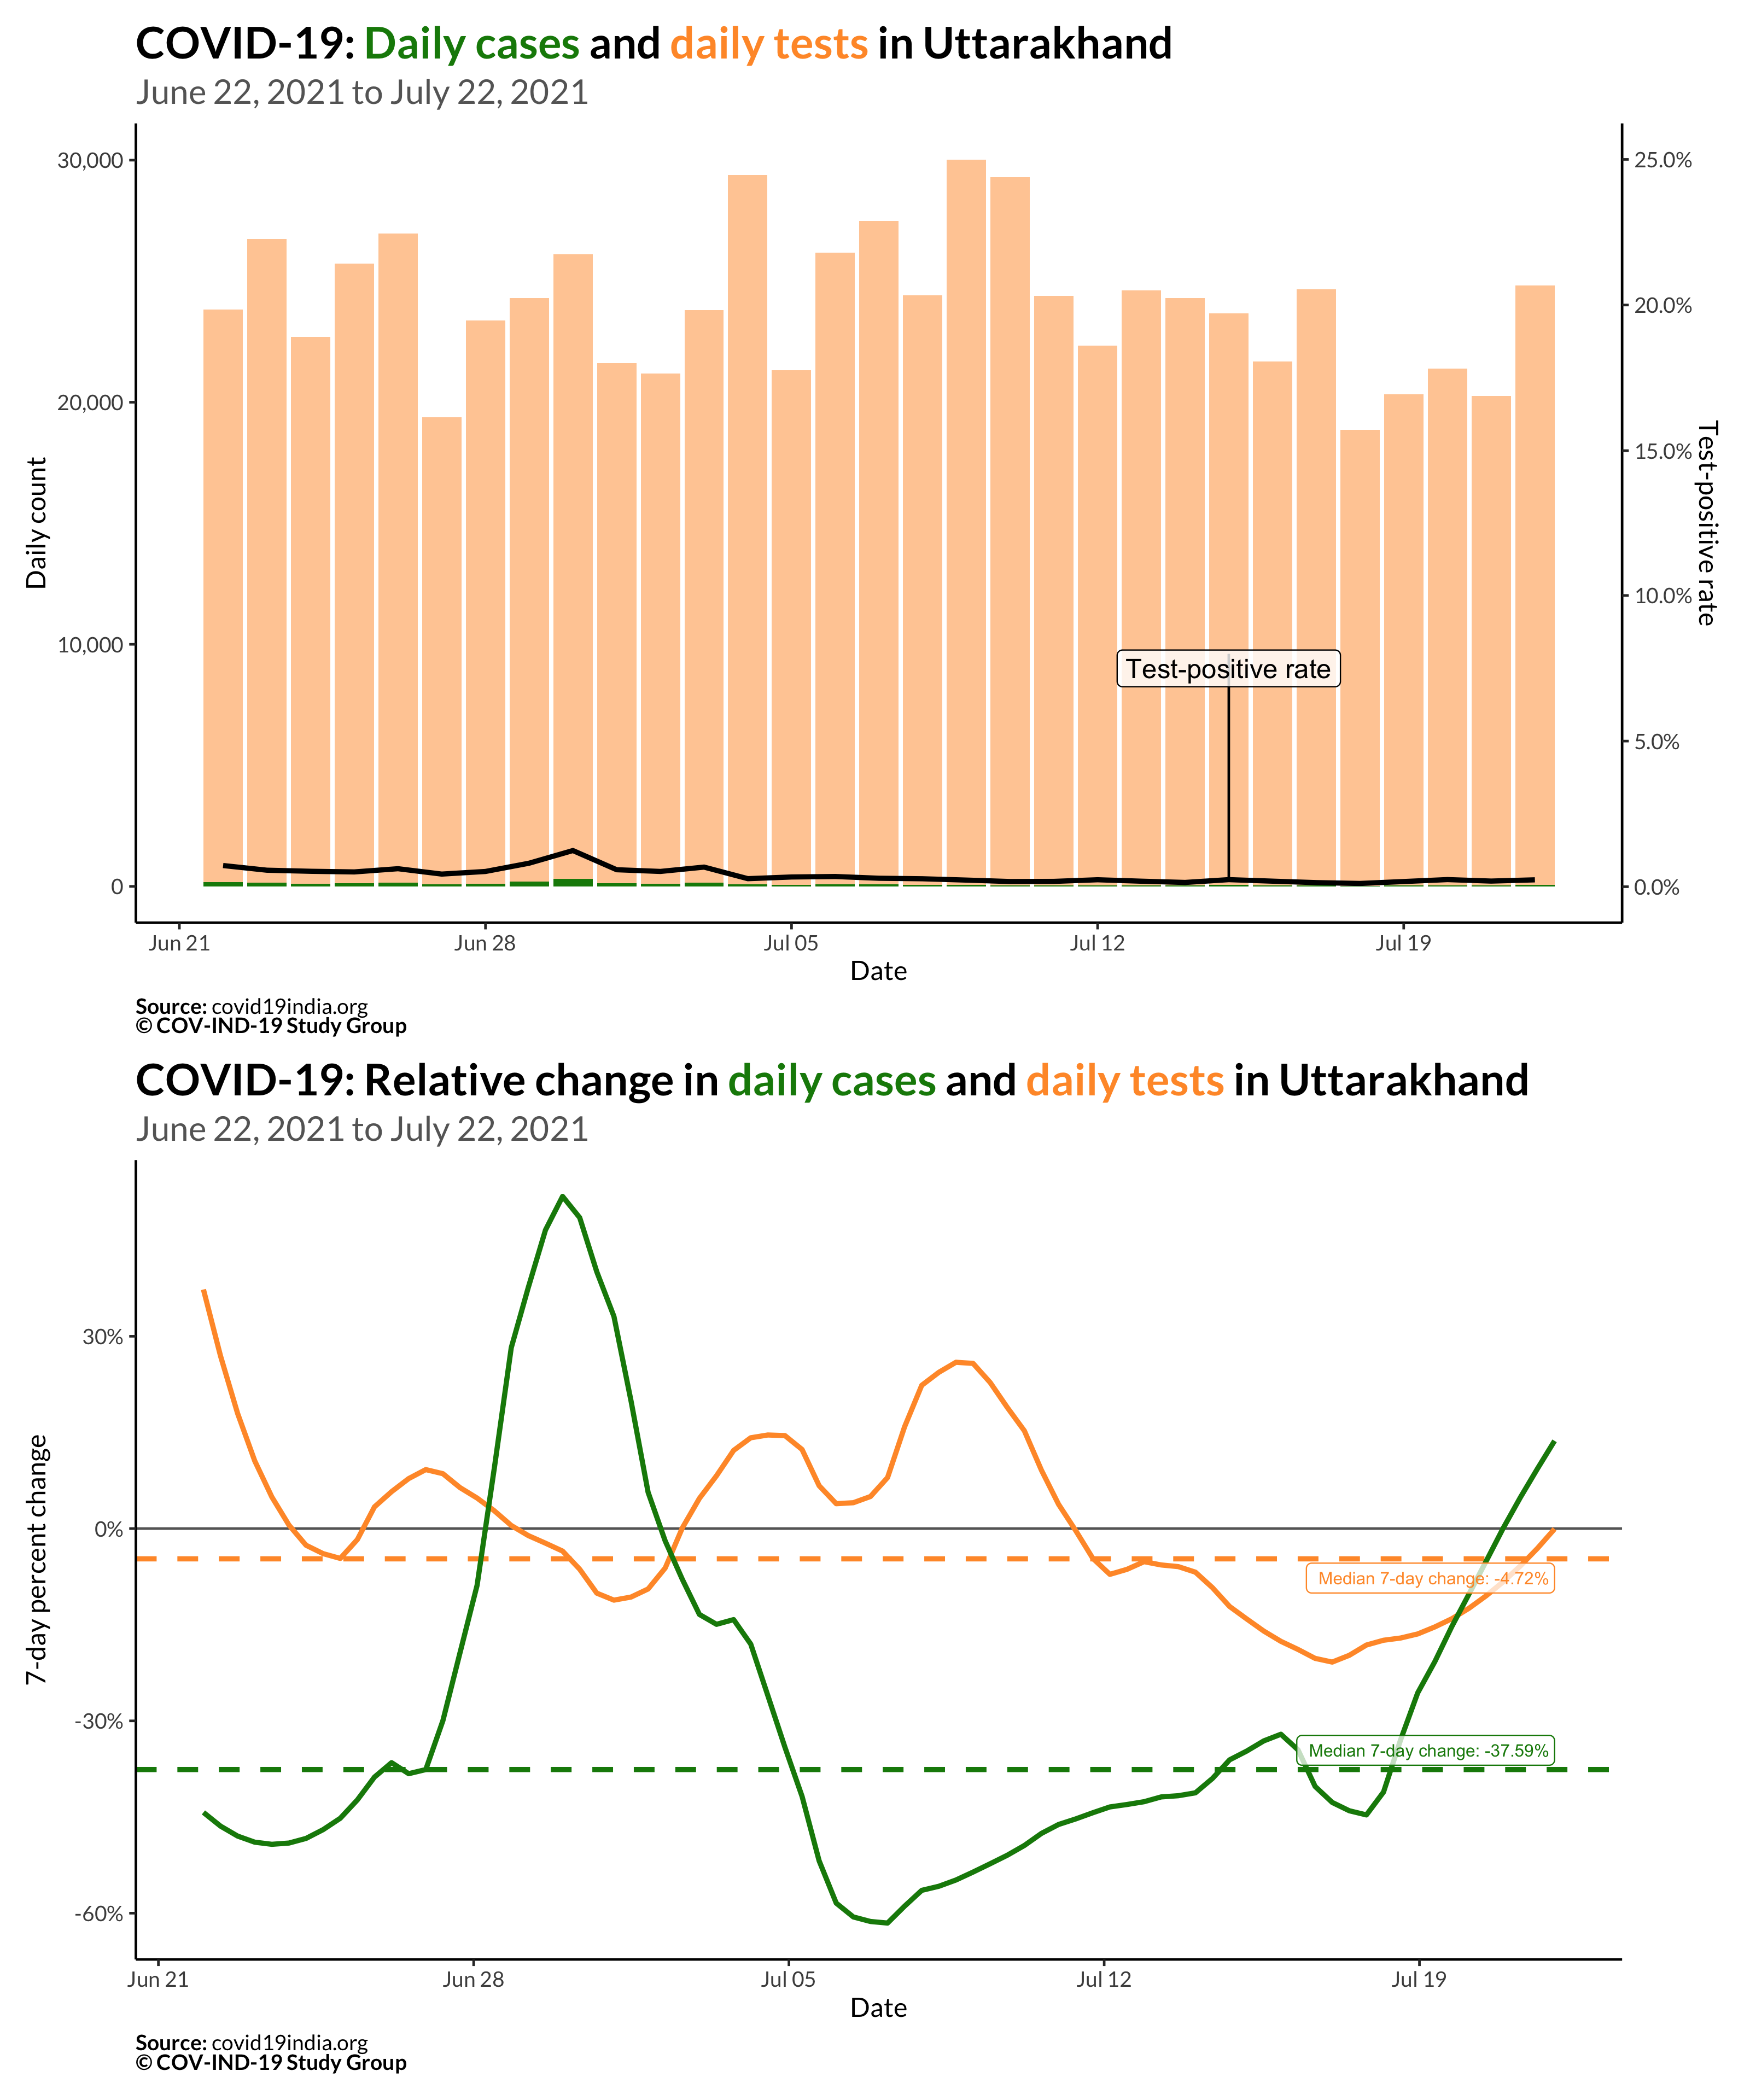 COVID-19: Daily cases and daily tests in Uttarakhand
June 22, 2021 to July 22, 2021
30,000
20,000
10,000
0
Daily count
25.0%
20.0%
15.0%
10.0%
5.0%
0.0%
Test-positive rate
Test-positive rate
Jun 21
Jun 28
Jul 05
Jul 12
Jul 19
Date
Source: covid19india.org
© COV-IND-19 Study Group
COVID-19: Relative change in daily cases and daily tests in Uttarakhand
June 22, 2021 to July 22, 2021
30%
0%
-30%
-60%
7-day percent change
Median 7-day change: -4.72%
Median 7-day change: -37.59%
Jun 21
Jun 28
Jul 05
Jul 12
Jul 19
Date
Source: covid19india.org
© COV-IND-19 Study Group